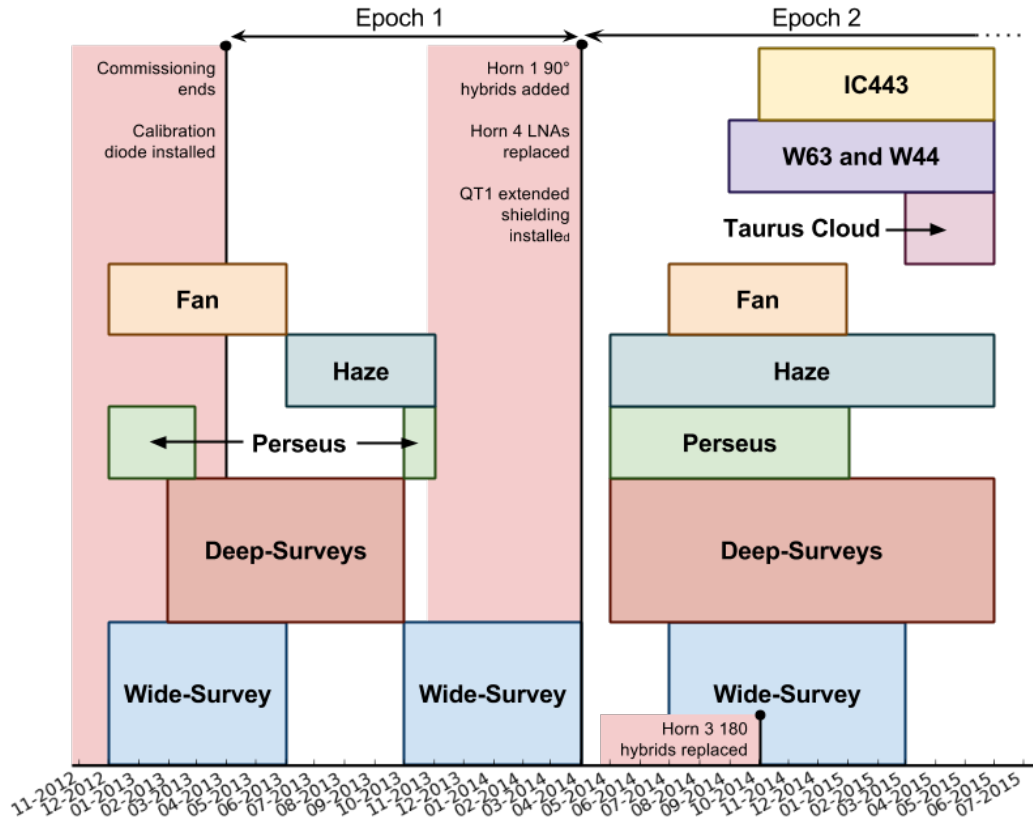 Epoch 1
Epoch 2
Commissioning
ends
Calibration
diode installed
Horn 1 90°
hybrids added
Horn 4 LNAs
replaced
QT1 extended
shielding
installed
IC443
W63 and W44
Taurus Cloud
Fan
Fan
Haze
Haze
Perseus
Perseus
Deep-Surveys
Deep-Surveys
Wide-Survey
Wide-Survey
Wide-Survey
Horn 3 180
hybrids replaced
11-2012
12-2012
01-2013
02-2013
03-2013
04-2013
05-2013
06-2013
07-2013
08-2013
09-2013
10-2013
11-2013
12-2013
01-2014
02-2014
03-2014
04-2014
05-2014
06-2014
07-2014
08-2014
09-2014
10-2014
11-2014
12-2014
01-2015
02-2015
03-2015
04-2015
05-2015
06-2015
07-2015